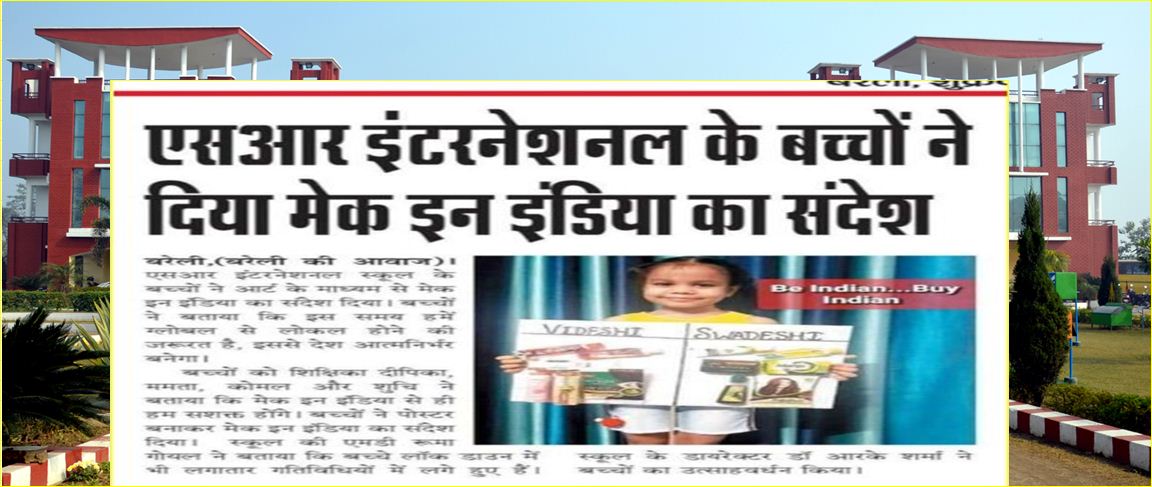 बरेली, शुक्र
एसआर इंटरनेशनल के बच्चों ने
दिया मेक इन इंडिया का संदेश
बरेली,(बरेली की आवाज)।
एसआर इंटरनेशनल स्कूल के
बच्चों ने आर्ट के माध्यम से मेक
इन इंडिया का संदेश दिया। बच्चों
ने बताया कि इस समय हमें
ग्लोबल से लोकल होने की
जरूरत है, इससे देश आत्मनिर्भर
बनेगा।
बच्चों को शिक्षिका दीपिका,
ममता, कोमल और शुचि ने
बताया कि मेक इन इंडिया से ही
हम सशक्त होंगे। बच्चों ने पोस्टर
बनाकर मेक इन इंडिया का संदेश
दिया। स्कूल की एमडी रूमा
गोयल ने बताया कि बच्चे लॉक डाउन में
भी लगातार गतिविधियों में लगे हुए हैं।
स्कूल के डायरेक्टर डॉ आरके शर्मा ने
बच्चों का उत्साहवर्धन किया।
Be Indian...Buy
Indian
VIDESHI SWADESHI